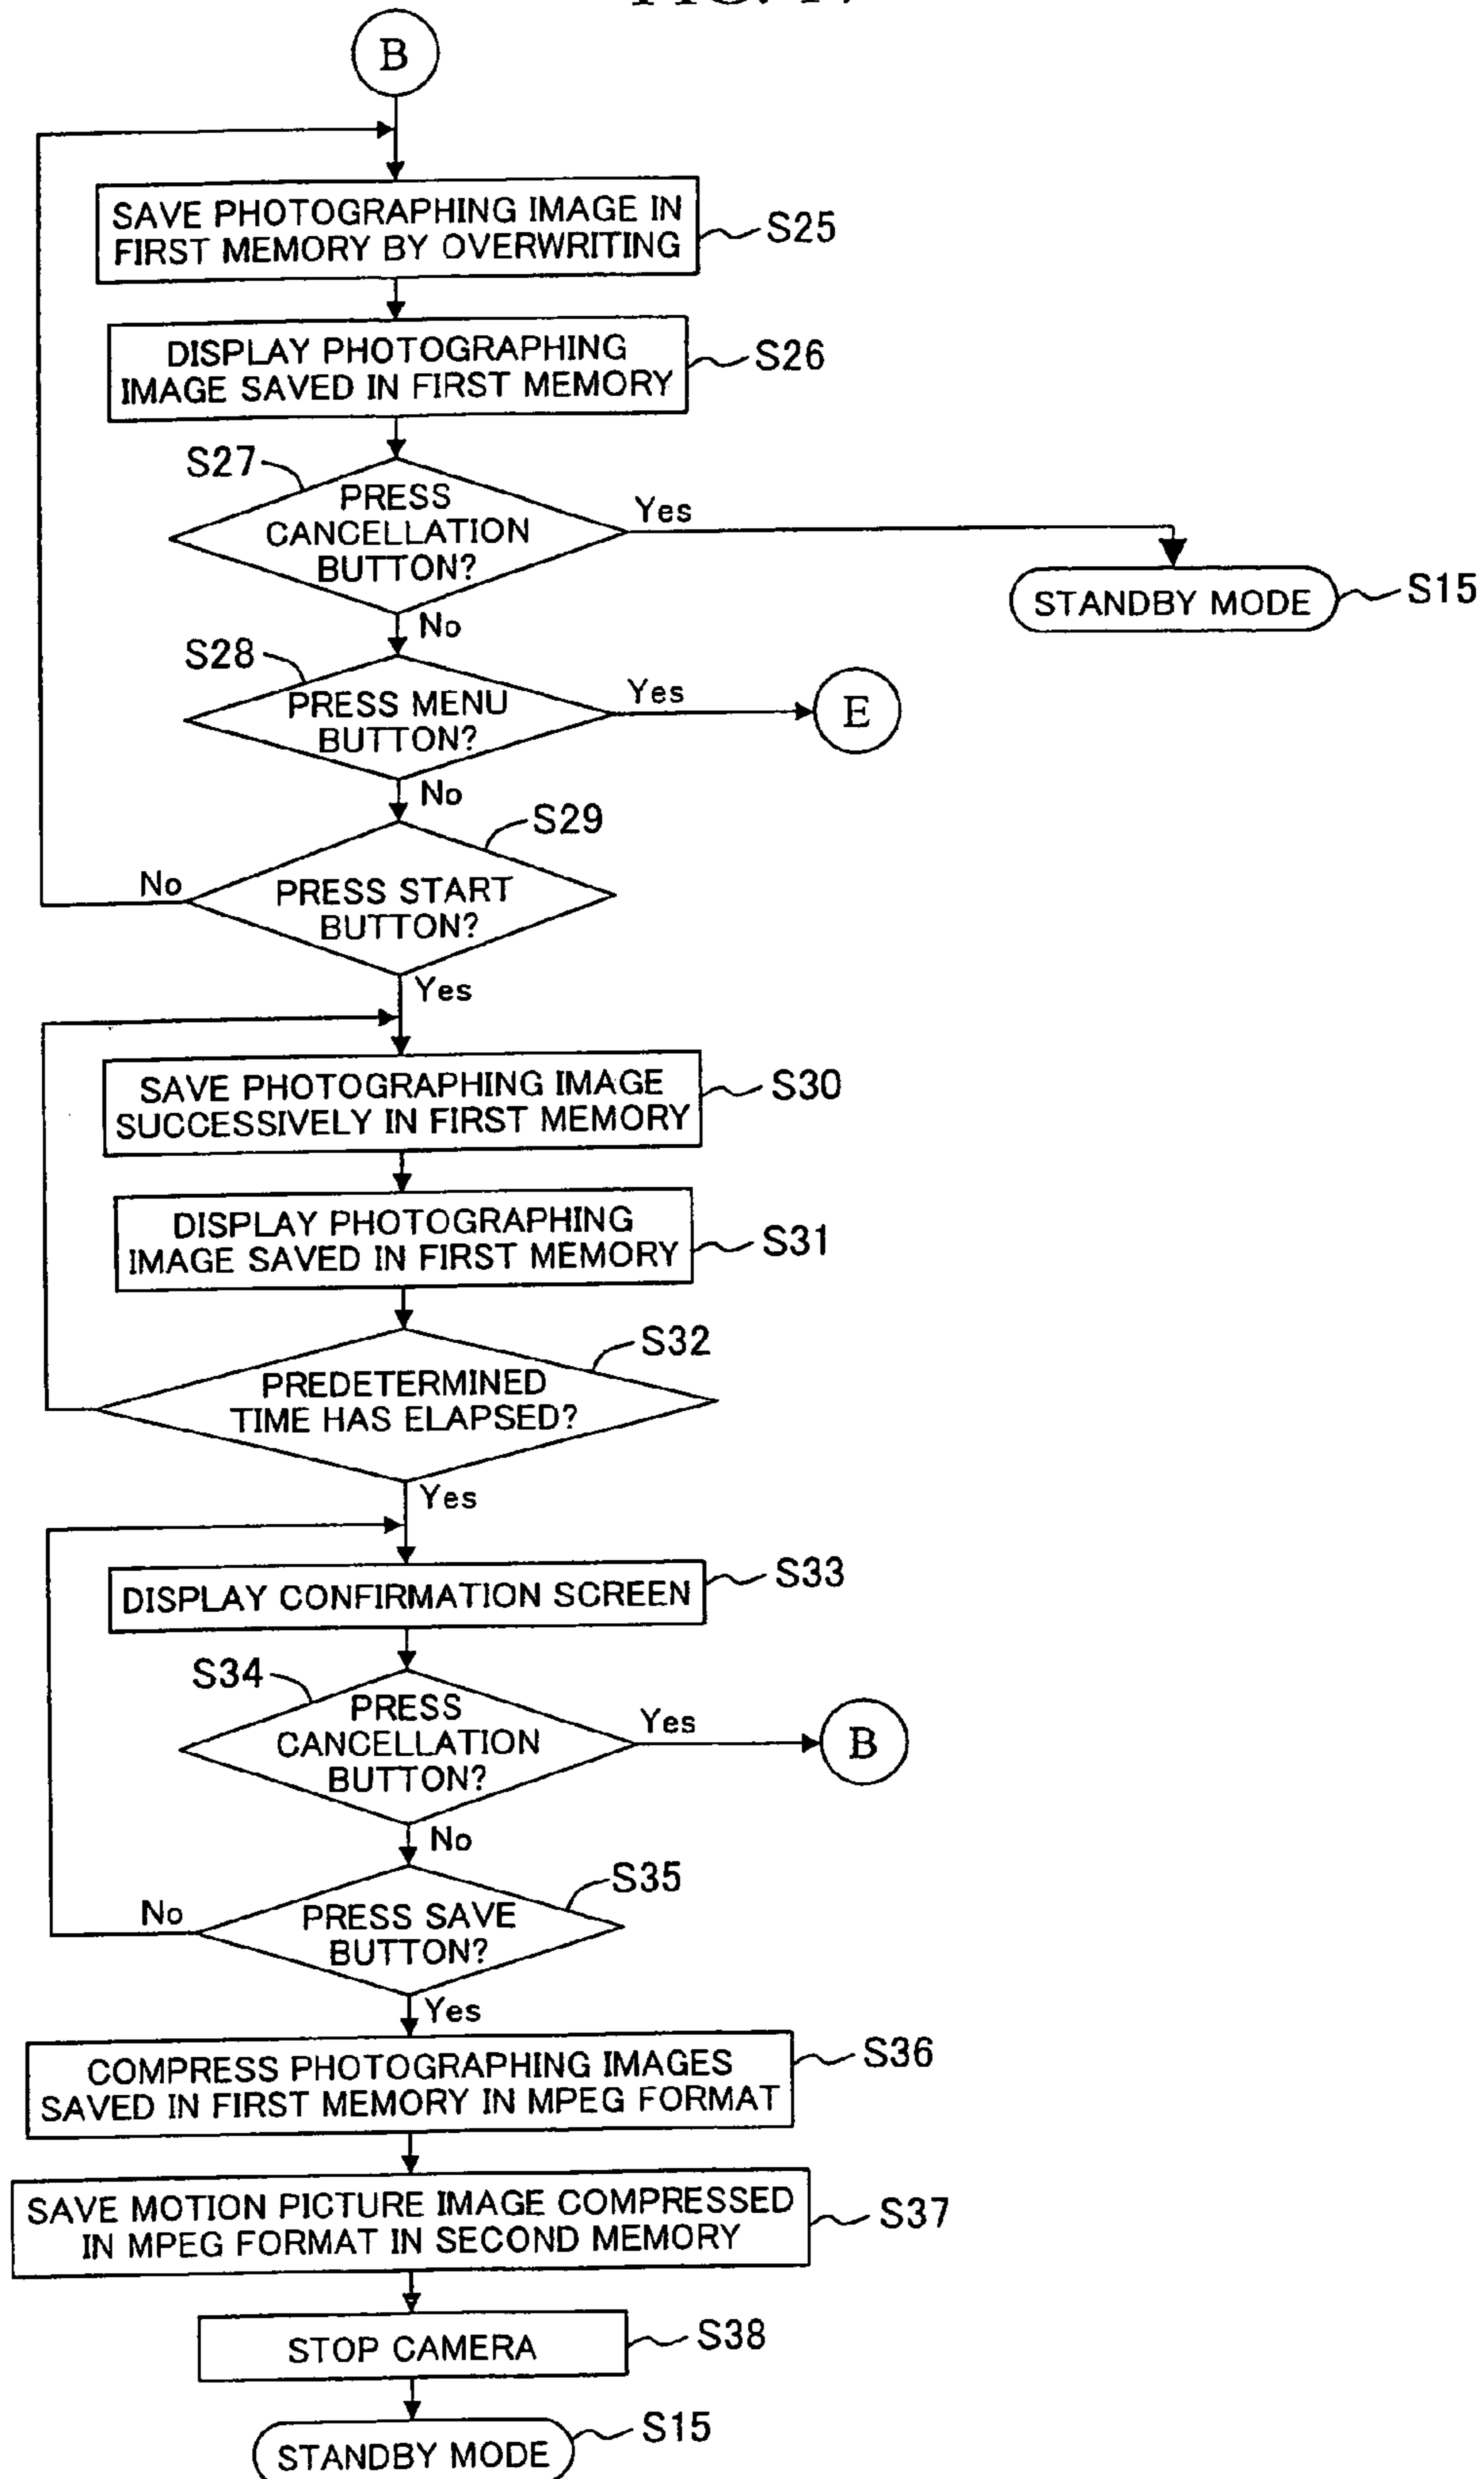 B
SAVE PHOTOGRAPHING IMAGE IN
FIRST MEMORY BY OVERWRITING
S25
DISPLAY PHOTOGRAPHING
IMAGE SAVED IN FIRST MEMORY
S26
S27
PRESS
CANCELLATION
BUTTON?
Yes
STANDBY MODE
S15
No
S28
PRESS MENU
BUTTON?
Yes
E
No
S29
PRESS START
BUTTON?
No
Yes
SAVE PHOTOGRAPHING IMAGE
SUCCESSIVELY IN FIRST MEMORY
S30
DISPLAY PHOTOGRAPHING
IMAGE SAVED IN FIRST MEMORY
S31
S32
PREDETERMINED
TIME HAS ELAPSED?
Yes
DISPLAY CONFIRMATION SCREEN
S33
S34
PRESS
CANCELLATION
BUTTON?
Yes
B
No
S35
PRESS SAVE
BUTTON?
No
Yes
COMPRESS PHOTOGRAPHING IMAGES
SAVED IN FIRST MEMORY IN MPEG FORMAT
S36
SAVE MOTION PICTURE IMAGE COMPRESSED
IN MPEG FORMAT IN SECOND MEMORY
S37
STOP CAMERA
S38
STANDBY MODE
S15